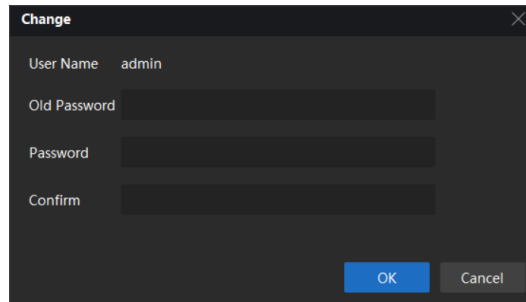 Change
User Name admin
Old Password
Password
Confirm
OK Cancel